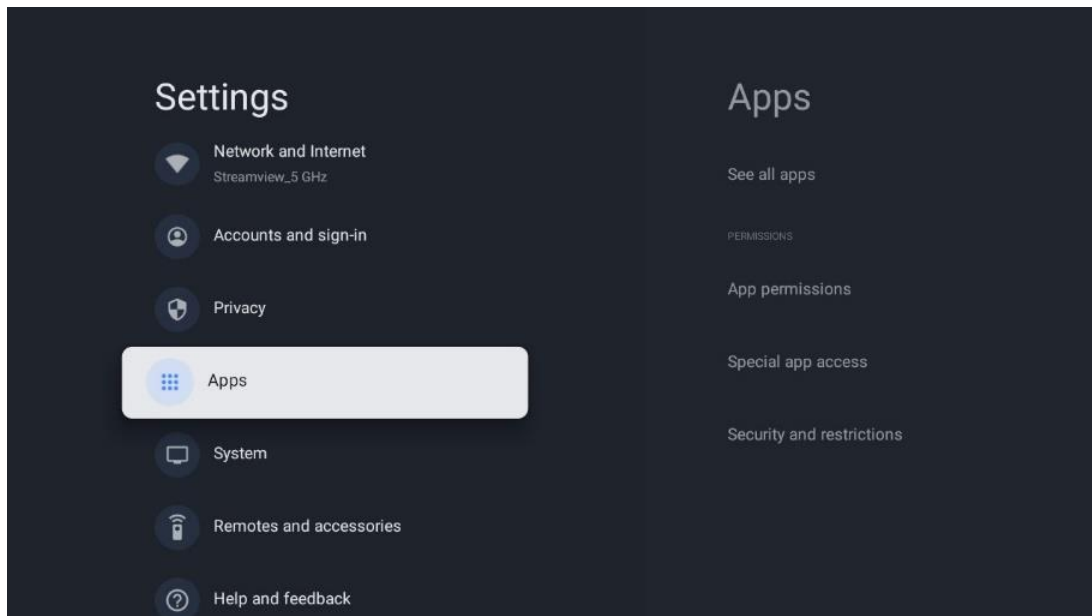 Settings
Network and Internet
Streamview_5 GHz
Accounts and sign-in
Privacy
Apps
System
Remotes and accessories
Help and feedback
Apps
See all apps
PERMISSIONS
App permissions
Special app access
Security and restrictions